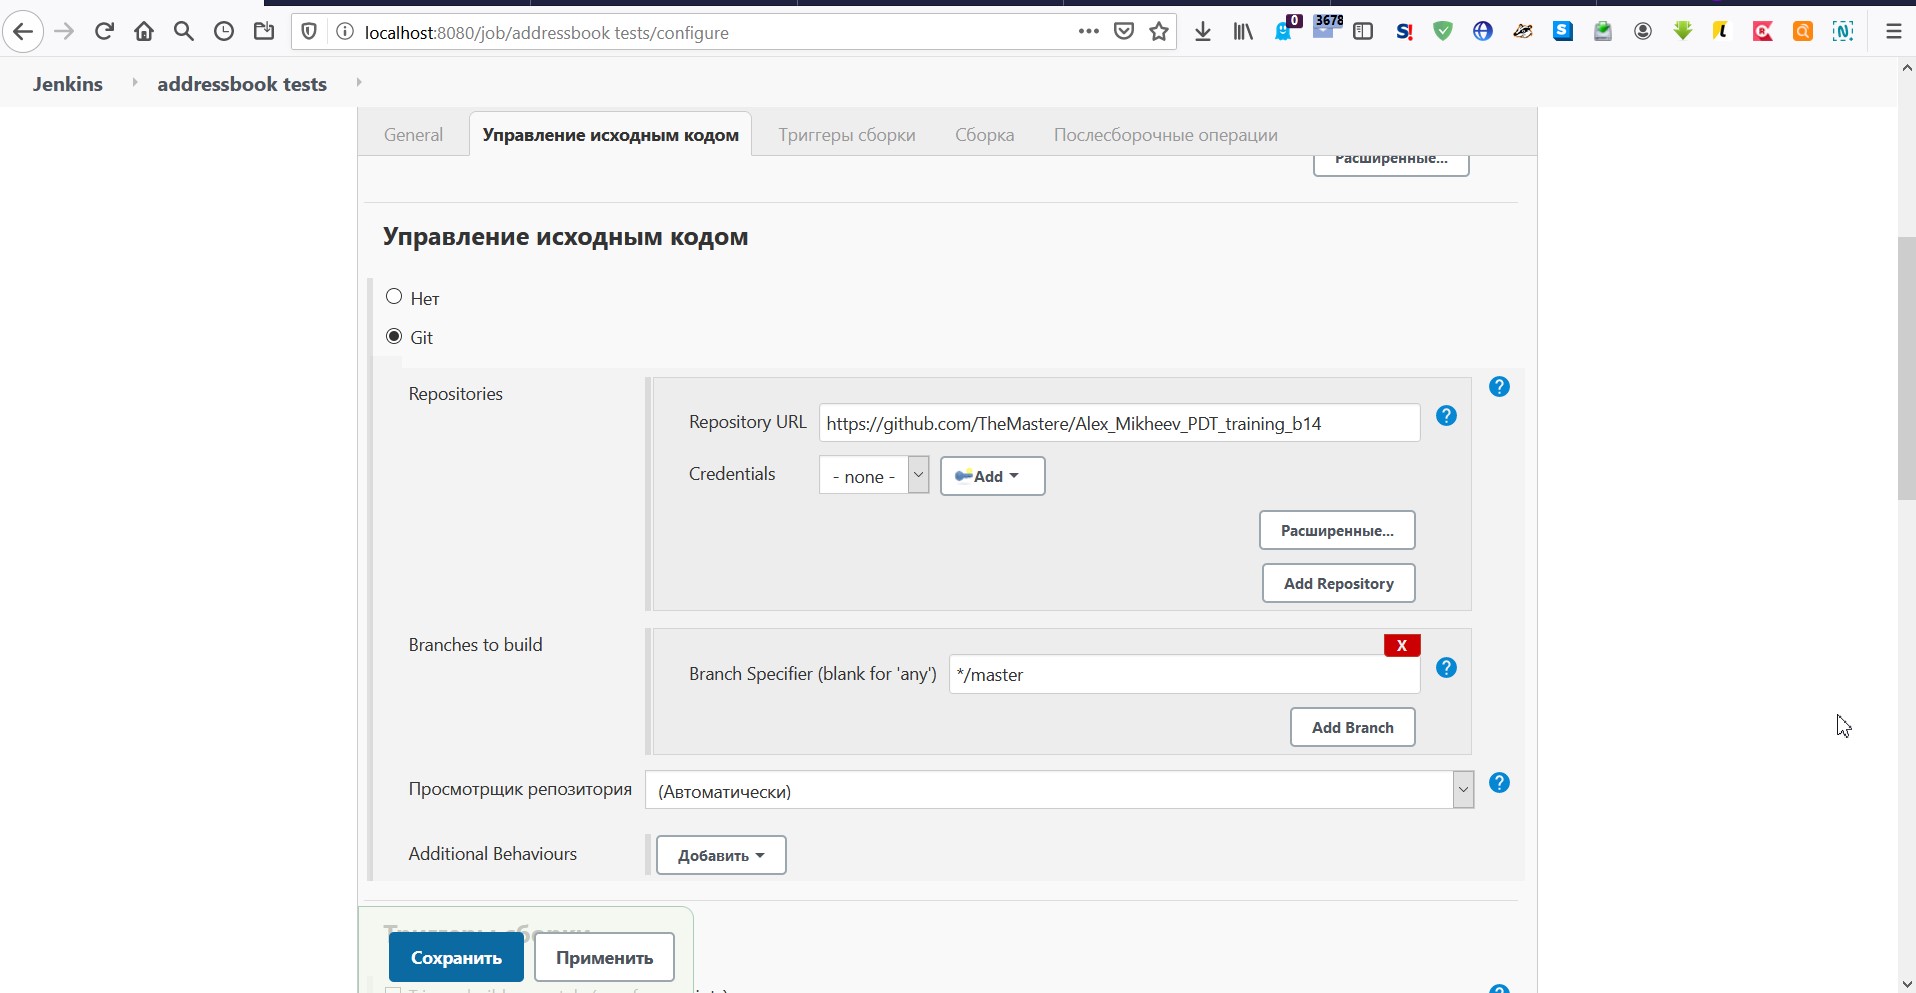 localhost:8080/job/addressbook tests/configure
0
3678
S!
S
Jenkins
addressbook tests
General
Управление исходным кодом
Триггеры сборки
Сборка
Послесборочные операции
Расширенные...
Управление исходным кодом
Нет
Git
Repositories
Repository URL
https://github.com/TheMastere/Alex_Mikheev_PDT_training_b14
Credentials
- none -
Add
Расширенные...
Add Repository
Branches to build
X
Branch Specifier (blank for 'any')
*/master
Add Branch
Просмотрщик репозитория
(Автоматически)
Additional Behaviours
Добавить
Триггеры сборки
Сохранить
Применить